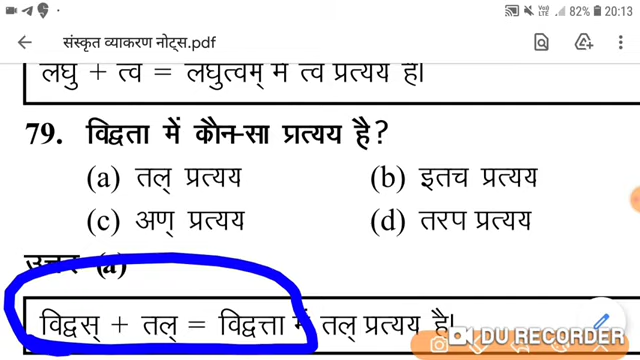 82% 20:13
संस्कृत व्याकरण नोट्स.pdf
लघु + त्व = लघुत्वम् में त्व प्रत्यय है।
79. विद्वता में कौन-सा प्रत्यय है?
(a) तल् प्रत्यय (b) इतच प्रत्यय
(c) अण् प्रत्यय (d) तरप प्रत्यय
उत्तर (a)
विद्वस् + तल् = विद्वत्ता में तल् प्रत्यय है।
DU RECORDER